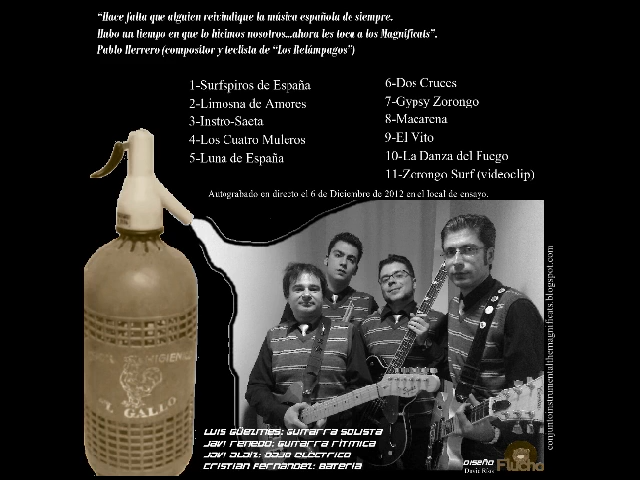 “Hace falta que alguien reivindique la música española de siempre.
Hubo un tiempo en que lo hicimos nosotros...ahora les toca a los Magnificats”.
Pablo Herrero (compositor y teclista de “Los Relámpagos”)
1-Surfspiros de España
2-Limosna de Amores
3-Instro-Saeta
4-Los Cuatro Muleros
5-Luna de España
6-Dos Cruces
7-Gypsy Zorongo
8-Macarena
9-El Vito
10-La Danza del Fuego
11-Zorongo Surf (videoclip)
Autograbado en directo el 6 de Diciembre de 2012 en el local de ensayo.
HIGIENIC
EL GALLO
LUIS GÜEZMES: GUITARRA SOLISTA
JAVI RENEDO: GUITARRA RÍTMICA
JAVI ALAIZ: BAJO ELÉCTRICO
CRISTIAN FERNÁNDEZ: BATERÍA
conjuntoinstrumentalthemagnificats.blogspot.com
DISEÑO
David Ríos
Flucho